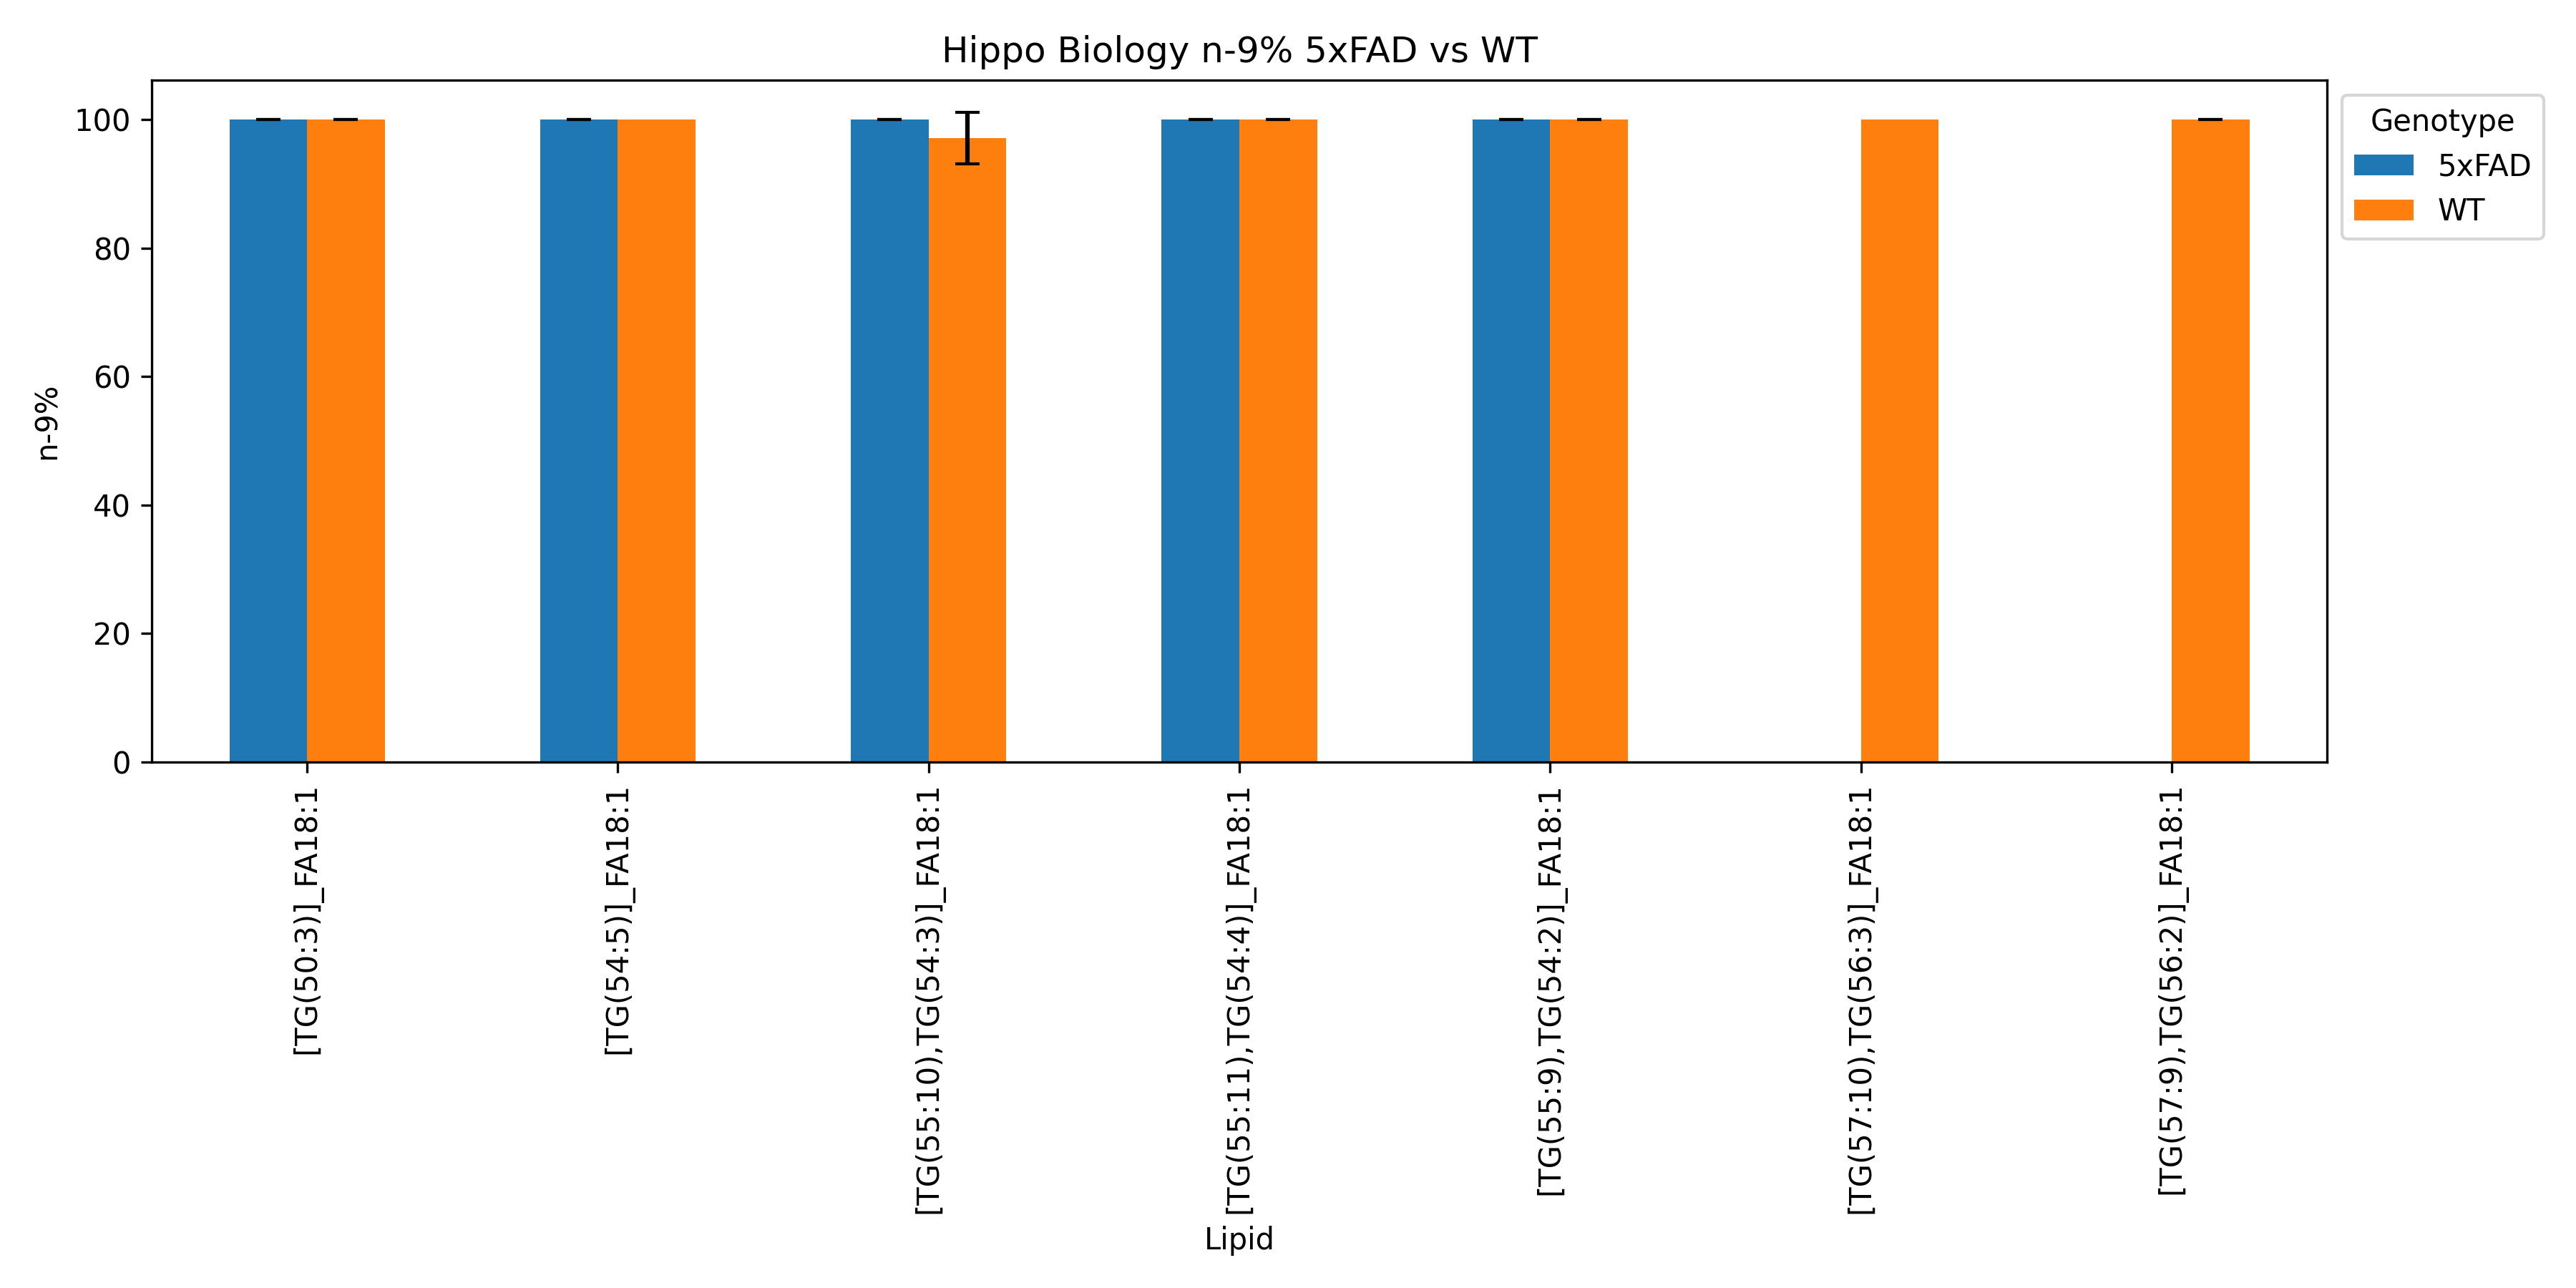 Hippo Biology n-9% 5xFAD vs WT
Genotype
5xFAD
WT
n-9%
100
80
60
40
20
0
[TG(50:3)]_FA18:1
[TG(54:5)]_FA18:1
[TG(55:10),TG(54:3)]_FA18:1
[TG(55:11),TG(54:4)]_FA18:1
[TG(55:9),TG(54:2)]_FA18:1
[TG(57:10),TG(56:3)]_FA18:1
[TG(57:9),TG(56:2)]_FA18:1
Lipid